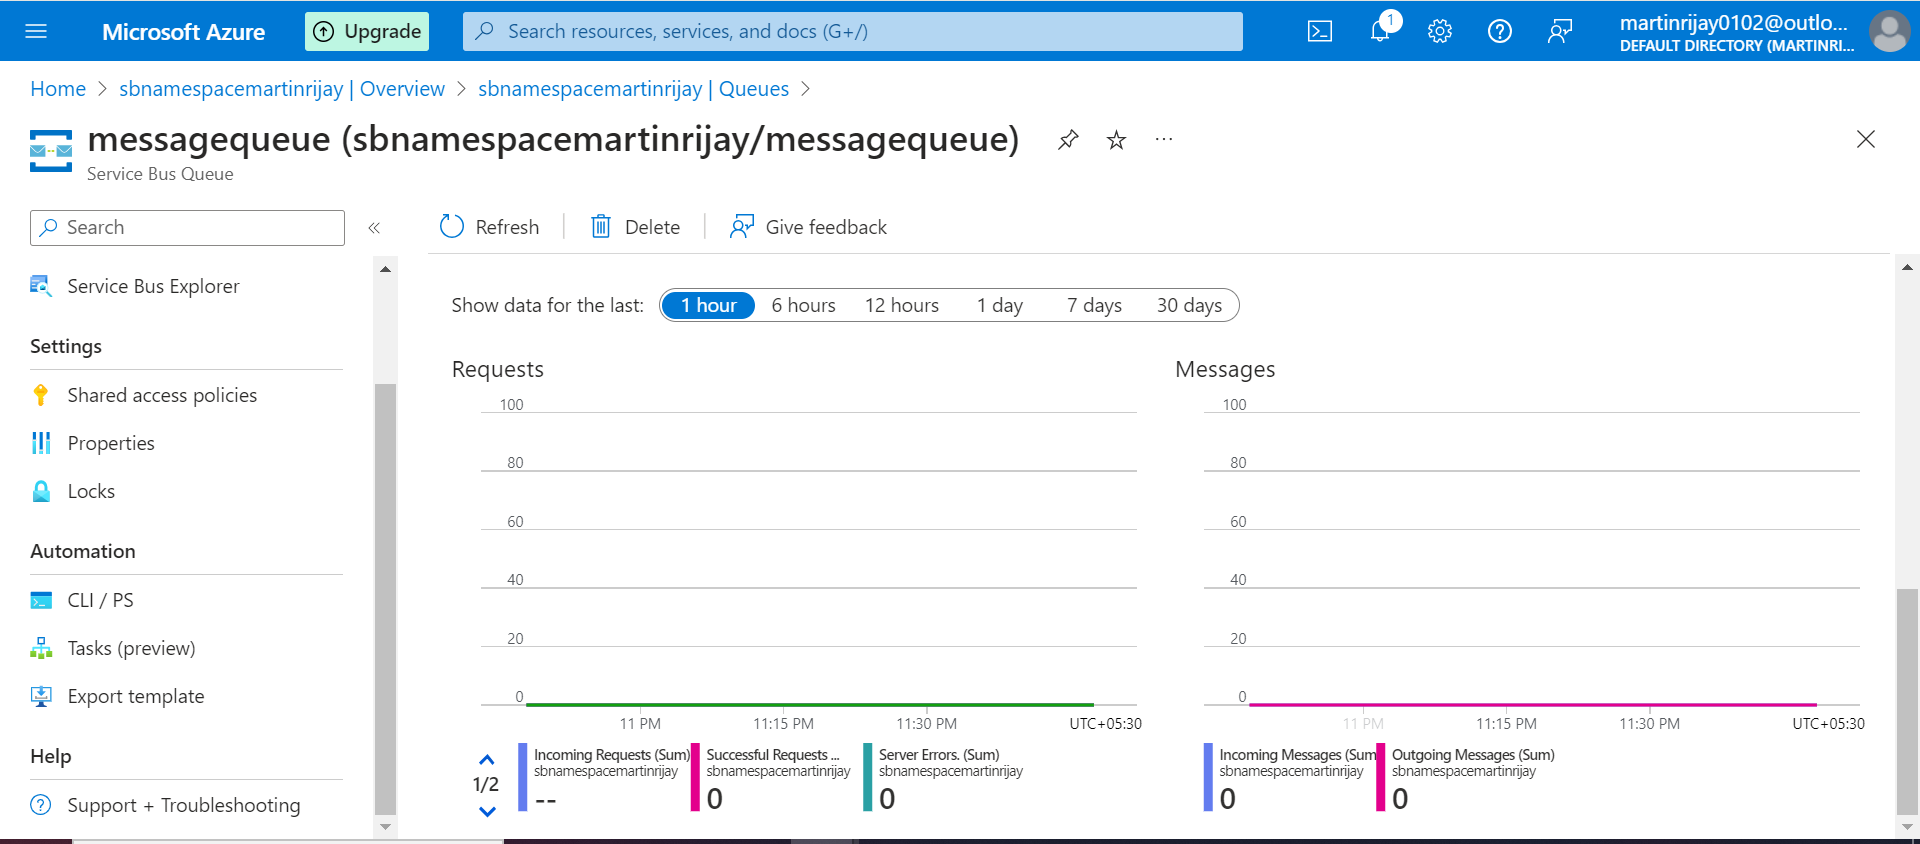 Microsoft Azure
Upgrade
Search resources, services, and docs (G+/)
1
martinrijay0102@outlo...
DEFAULT DIRECTORY (MARTINRI...
Home > sbnamespacemartinrijay | Overview > sbnamespacemartinrijay | Queues >
messagequeue (sbnamespacemartinrijay/messagequeue)
...
Service Bus Queue
Search
«
Refresh
Delete
Give feedback
Service Bus Explorer
Settings
Shared access policies
Properties
Locks
Automation
CLI / PS
Tasks (preview)
Export template
Help
Support + Troubleshooting
Show data for the last:
1 hour
6 hours
12 hours
1 day
7 days
30 days
Requests
100
80
60
40
20
0
11 PM
11:15 PM
11:30 PM
UTC+05:30
1/2
Incoming Requests (Sum)
sbnamespacemartinrijay
--
Successful Requests ...
sbnamespacemartinrijay
0
Server Errors. (Sum)
sbnamespacemartinrijay
0
Messages
100
80
60
40
20
0
11 PM
11:15 PM
11:30 PM
UTC+05:30
Incoming Messages (Sum
sbnamespacemartinrijay
0
Outgoing Messages (Sum)
sbnamespacemartinrijay
0